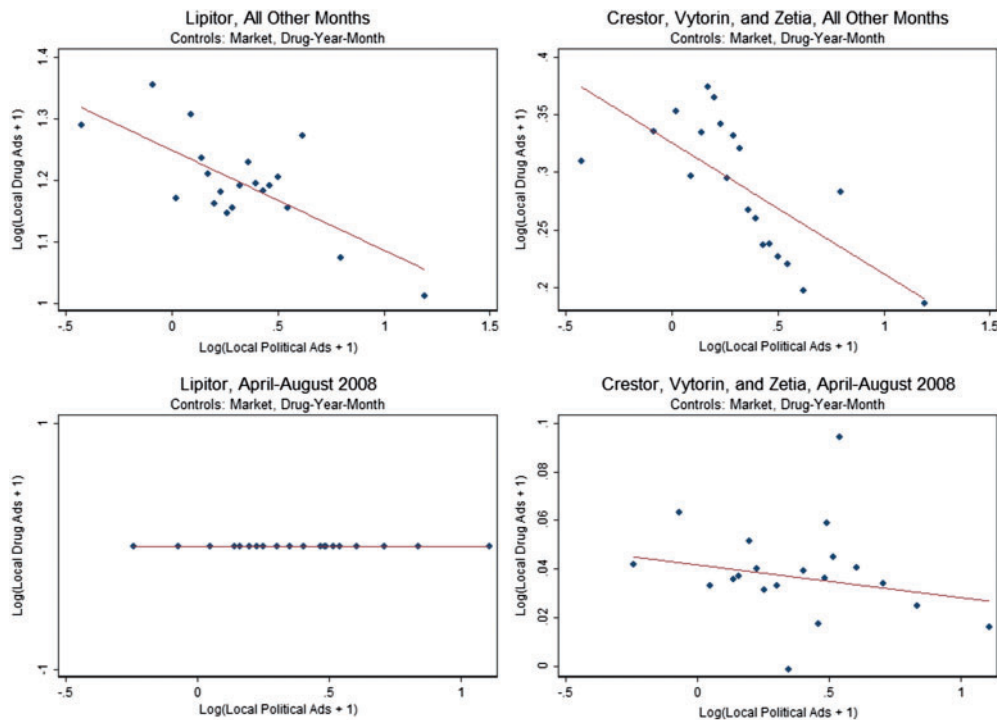 Lipitor, All Other Months
Controls: Market, Drug-Year-Month
Log(Local Drug Ads + 1)
1.4
1.3
1.2
1.1
1
-.5
0
.5
1
1.5
Log(Local Political Ads + 1)
Crestor, Vytorin, and Zetia, All Other Months
Controls: Market, Drug-Year-Month
Log(Local Drug Ads + 1)
.4
.35
.3
.25
.2
-.5
0
.5
1
1.5
Log(Local Political Ads + 1)
Lipitor, April-August 2008
Controls: Market, Drug-Year-Month
Log(Local Drug Ads + 1)
1
-1
-.5
0
.5
1
Log(Local Political Ads + 1)
Crestor, Vytorin, and Zetia, April-August 2008
Controls: Market, Drug-Year-Month
Log(Local Drug Ads + 1)
.1
.08
.06
.04
.02
0
-.5
0
.5
1
Log(Local Political Ads + 1)